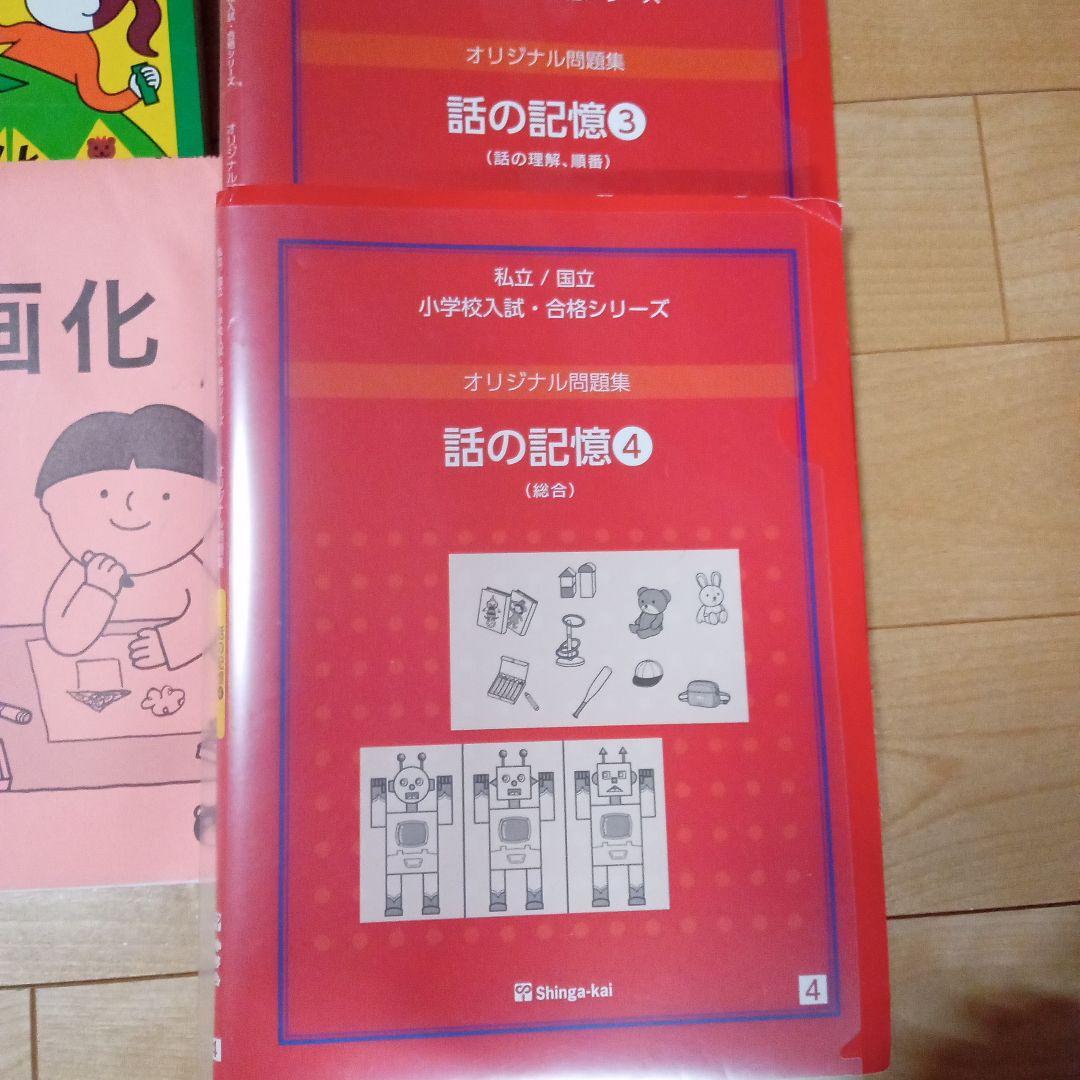 オリジナル問題集
話の記憶3
(話の理解、順番)
私立 / 国立
小学校入試・合格シリーズ
オリジナル問題集
話の記憶4
(総合)
Shinga-kai
4
画化